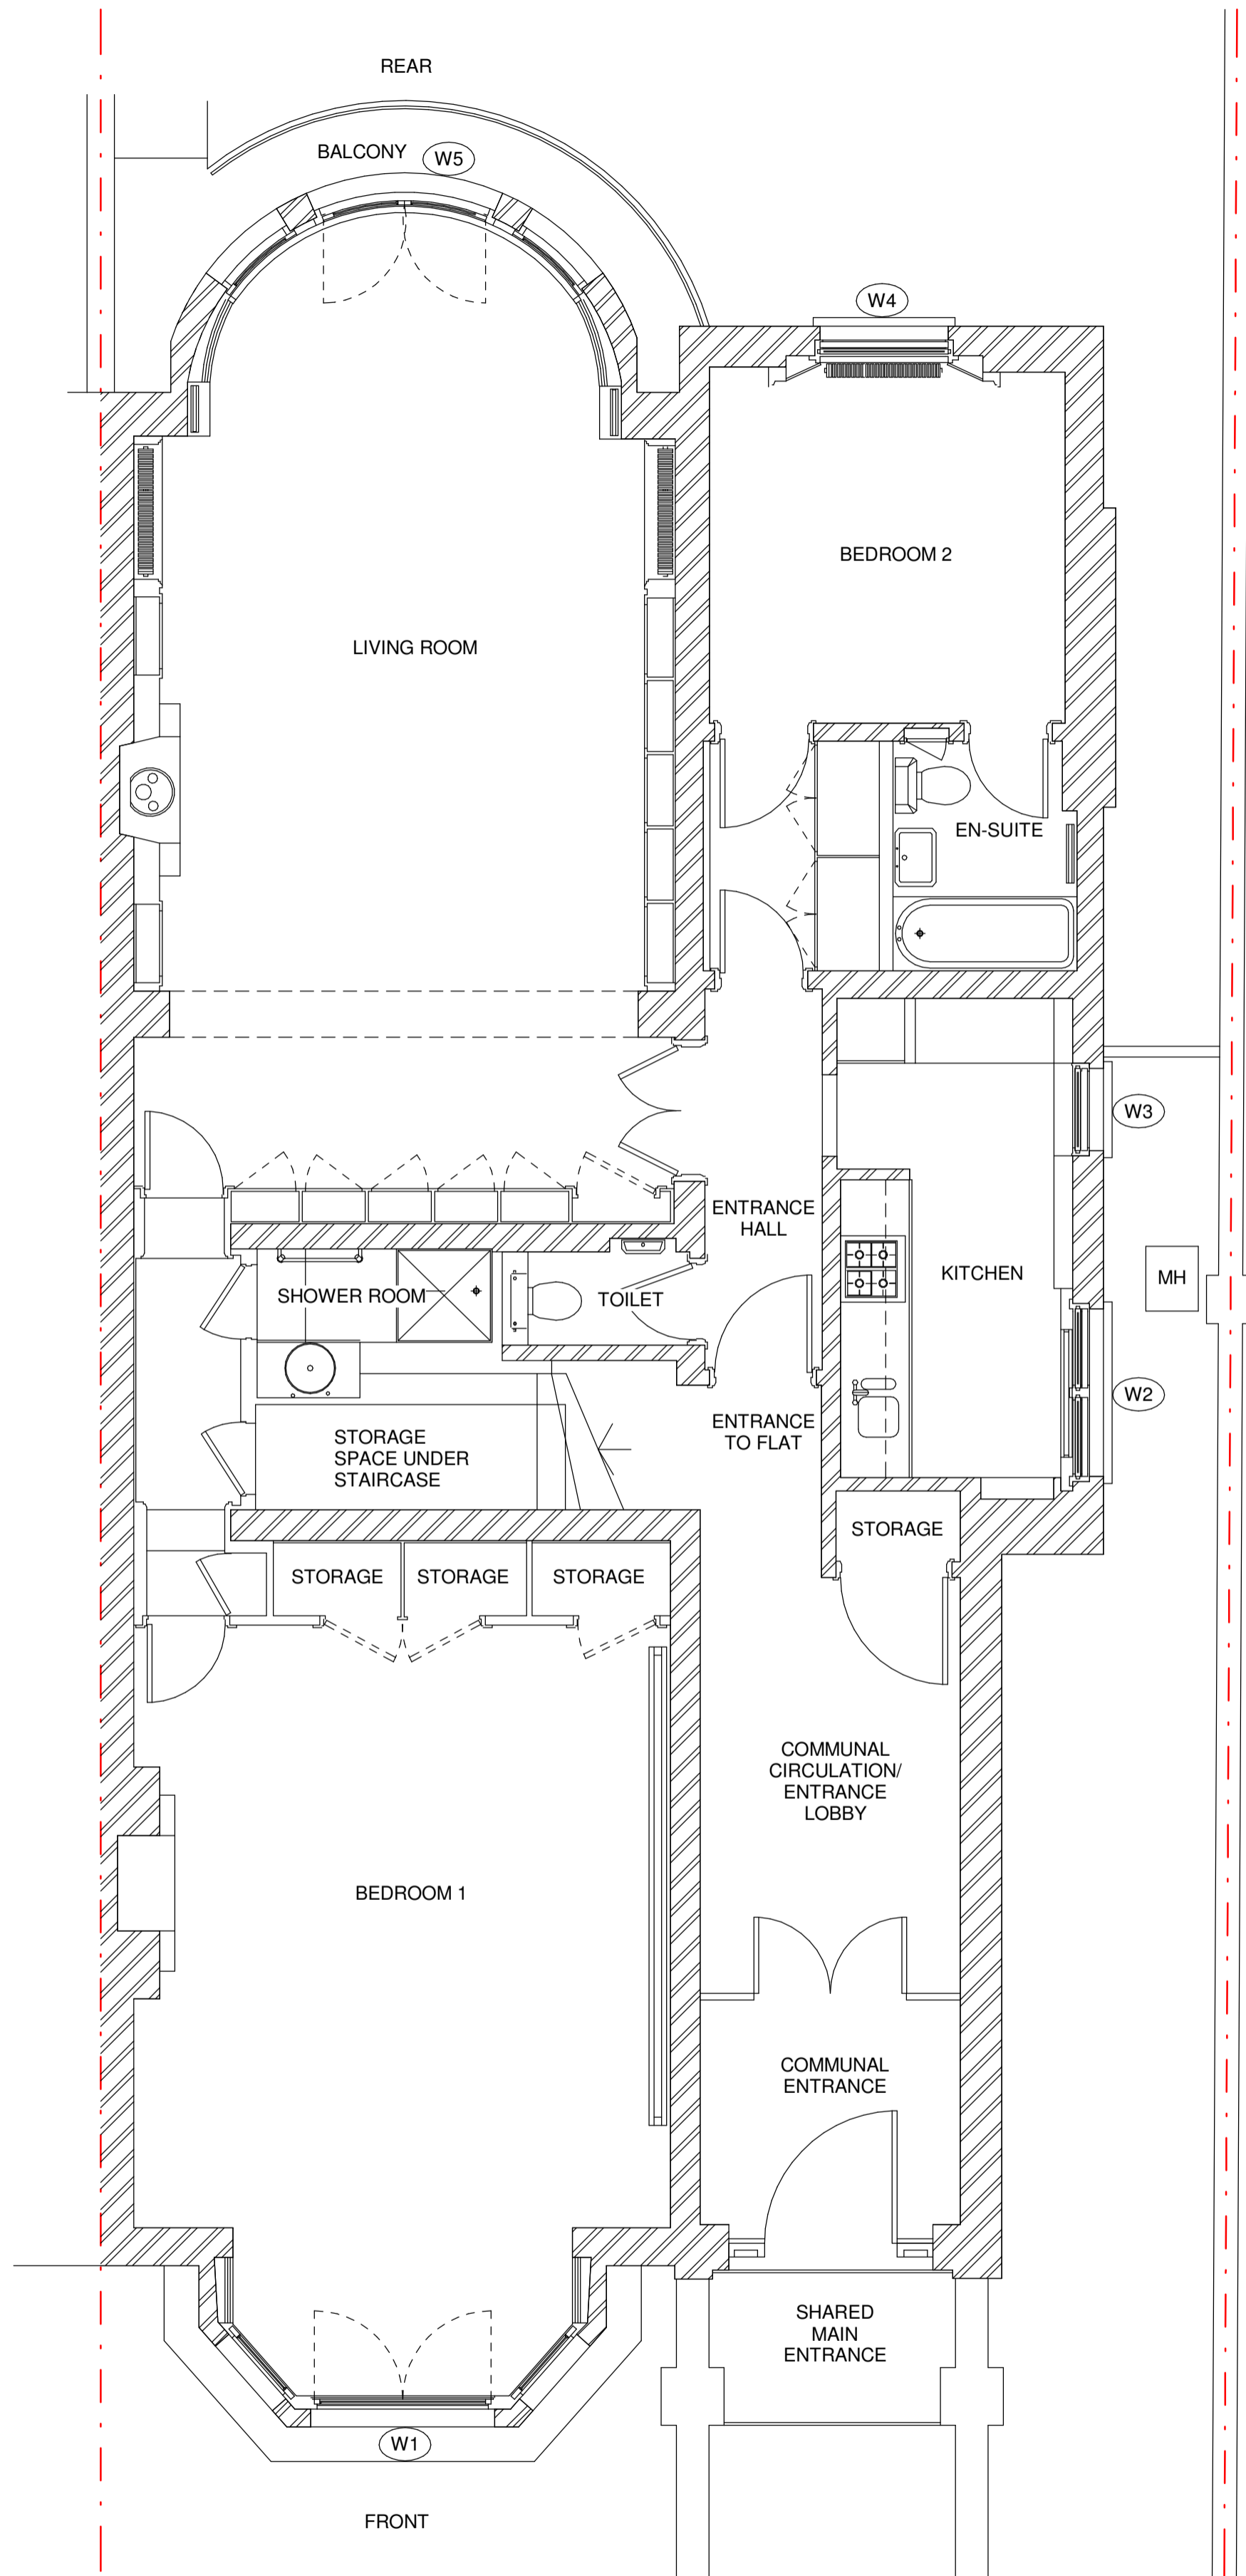 REAR
BALCONY
W5
W4
BEDROOM 2
LIVING ROOM
EN-SUITE
W3
ENTRANCE
HALL
KITCHEN
MH
SHOWER ROOM
TOILET
W2
ENTRANCE
TO FLAT
STORAGE
SPACE UNDER
STAIRCASE
STORAGE
STORAGE
STORAGE
STORAGE
COMMUNAL
CIRCULATION/
ENTRANCE
LOBBY
BEDROOM 1
COMMUNAL
ENTRANCE
SHARED
MAIN
ENTRANCE
W1
FRONT